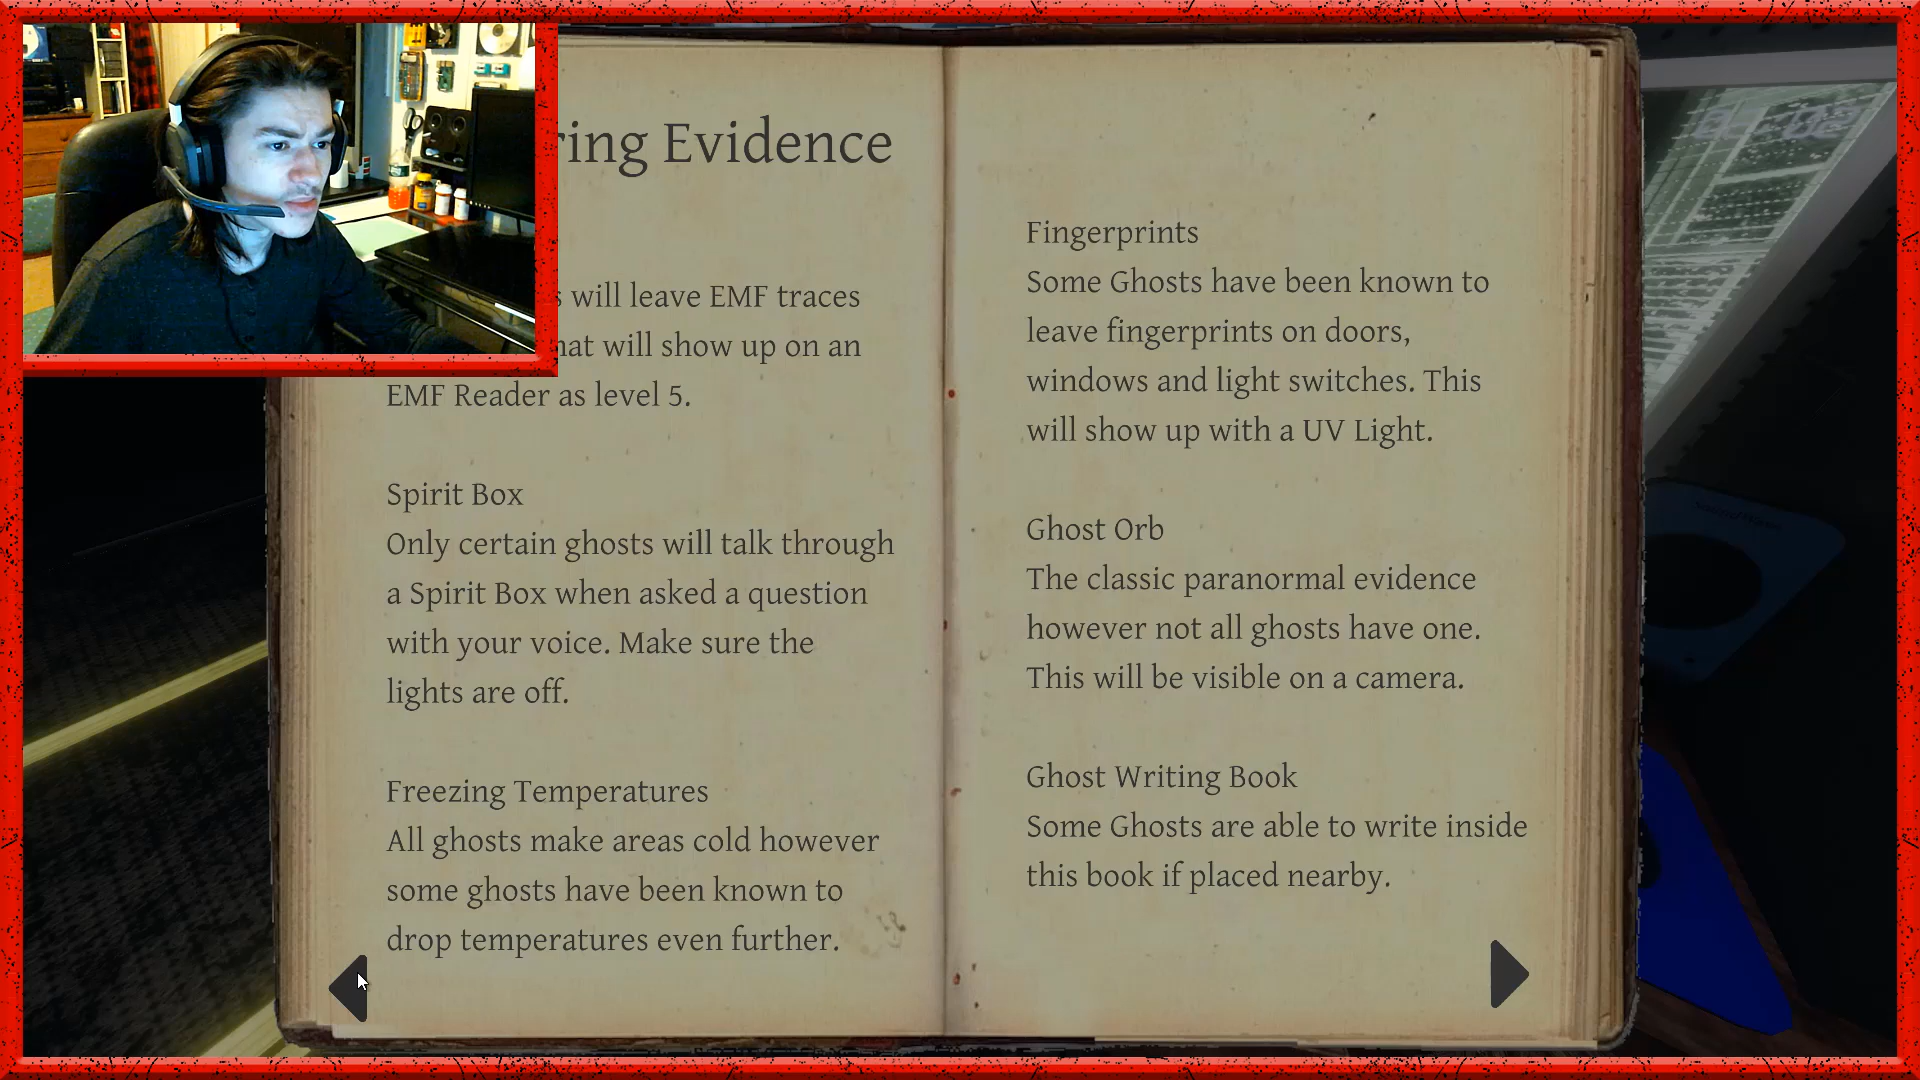 ring Evidence
s will leave EMF traces
hat will show up on an
EMF Reader as level 5.
Spirit Box
Only certain ghosts will talk through
a Spirit Box when asked a question
with your voice. Make sure the
lights are off.
Freezing Temperatures
All ghosts make areas cold however
some ghosts have been known to
drop temperatures even further.
Fingerprints
Some Ghosts have been known to
leave fingerprints on doors,
windows and light switches. This
will show up with a UV Light.
Ghost Orb
The classic paranormal evidence
however not all ghosts have one.
This will be visible on a camera.
Ghost Writing Book
Some Ghosts are able to write inside
this book if placed nearby.